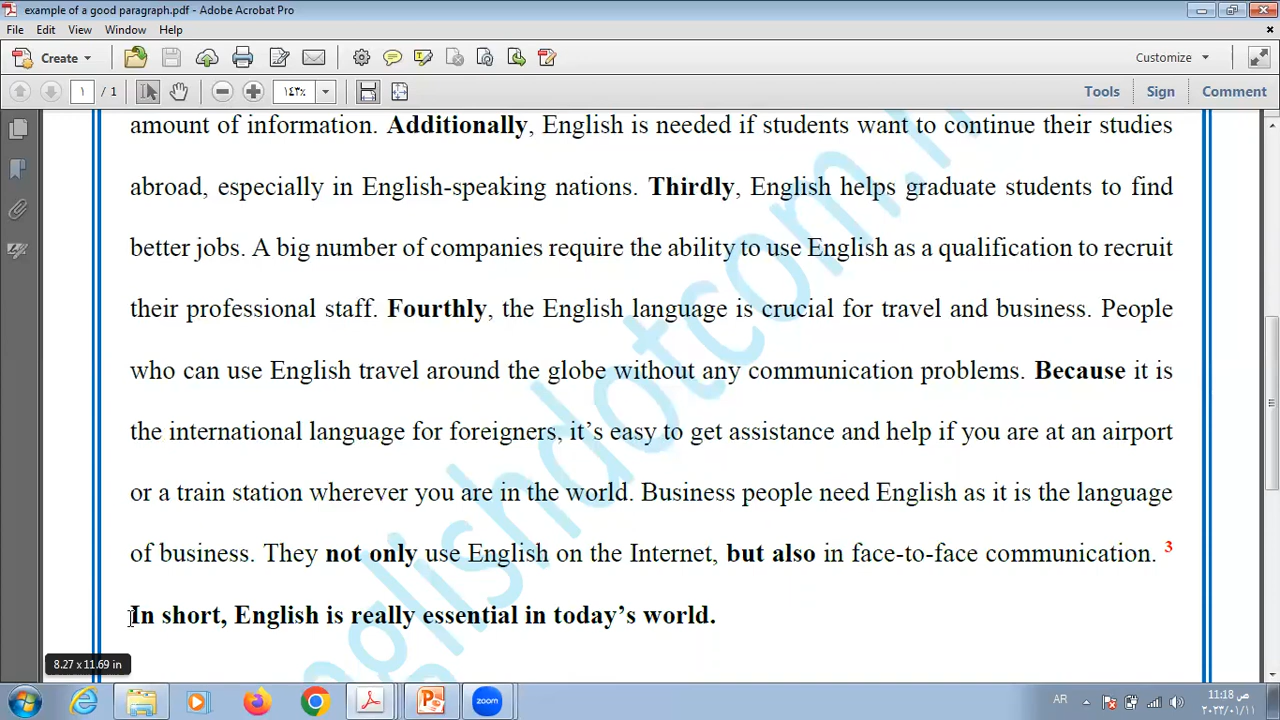 example of a good paragraph.pdf - Adobe Acrobat Pro
File Edit View Window Help
Create Customize
١ / 1 ١٤٣٪ Tools Sign Comment
amount of information. Additionally, English is needed if students want to continue their studies
abroad, especially in English-speaking nations. Thirdly, English helps graduate students to find
better jobs. A big number of companies require the ability to use English as a qualification to recruit
their professional staff. Fourthly, the English language is crucial for travel and business. People
who can use English travel around the globe without any communication problems. Because it is
the international language for foreigners, it’s easy to get assistance and help if you are at an airport
or a train station wherever you are in the world. Business people need English as it is the language
of business. They not only use English on the Internet, but also in face-to-face communication. 3
In short, English is really essential in today’s world.
8.27 x 11.69 in
zoom
AR
11:18 ص
٢٠٢٣/٠١/١١